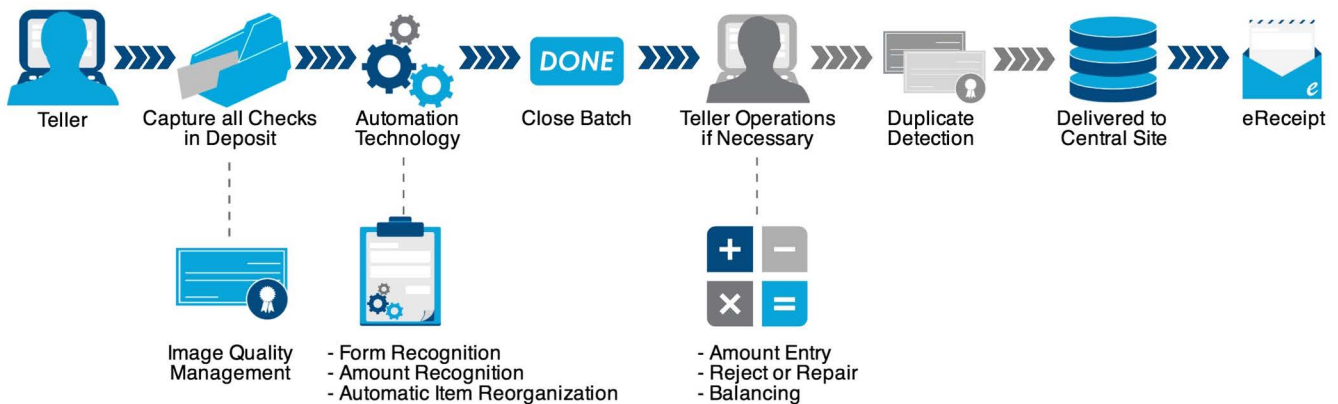 DONE
Teller
Capture all Checks
in Deposit
Automation
Technology
Close Batch
Teller Operations
if Necessary
Duplicate
Detection
Delivered to
Central Site
e
eReceipt
+
−
×
=
Image Quality
Management
- Form Recognition
- Amount Recognition
- Automatic Item Reorganization
- Amount Entry
- Reject or Repair
- Balancing